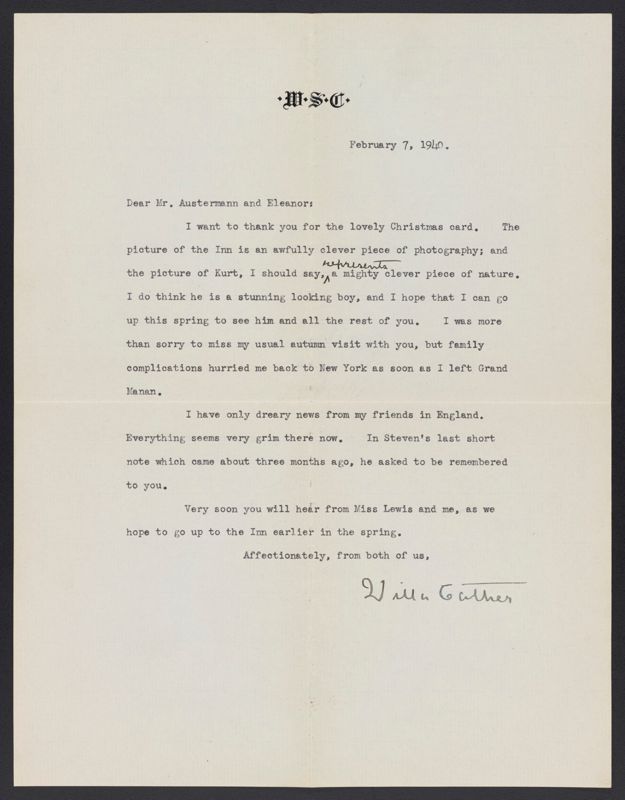 ·W·S·C·
February 7, 1940.
Dear Mr. Austermann and Eleanor:
I want to thank you for the lovely Christmas card. The
picture of the Inn is an awfully clever piece of photography; and
represents
the picture of Kurt, I should say, a mighty clever piece of nature.
I do think he is a stunning looking boy, and I hope that I can go
up this spring to see him and all the rest of you. I was more
than sorry to miss my usual autumn visit with you, but family
complications hurried me back to New York as soon as I left Grand
Manan.
I have only dreary news from my friends in England.
Everything seems very grim there now. In Steven's last short
note which came about three months ago, he asked to be remembered
to you.
Very soon you will hear from Miss Lewis and me, as we
hope to go up to the Inn earlier in the spring.
Affectionately, from both of us,
Willa Cather